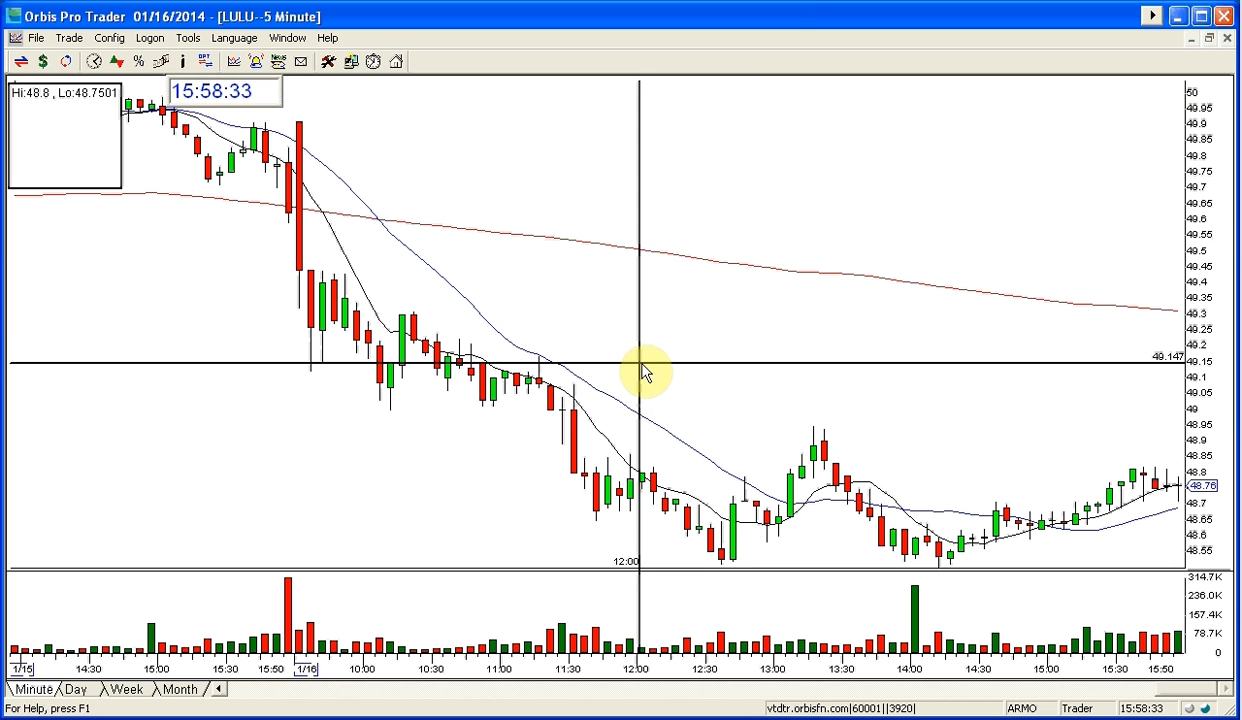 Orbis Pro Trader 01/16/2014 - [LULU--5 Minute]
File Trade Config Logon Tools Language Window Help
OPT
News
15:58:33
Hi:48.8 , Lo:48.7501
50
49.95
49.9
49.85
49.8
49.75
49.7
49.65
49.6
49.55
49.5
49.45
49.4
49.35
49.3
49.25
49.2
49.147
49.15
49.1
49.05
49
48.95
48.9
48.85
48.8
48.76
48.7
48.65
48.6
48.55
12:00
314.7K
236.0K
157.4K
78.7K
0
1/15 14:30 15:00 15:30 15:50 1/16 10:00 10:30 11:00 11:30 12:00 12:30 13:00 13:30 14:00 14:30 15:00 15:30 15:50
Minute Day Week Month
For Help, press F1 vtdtr.orbisfn.com|60001||3920| ARMO Trader 15:58:33